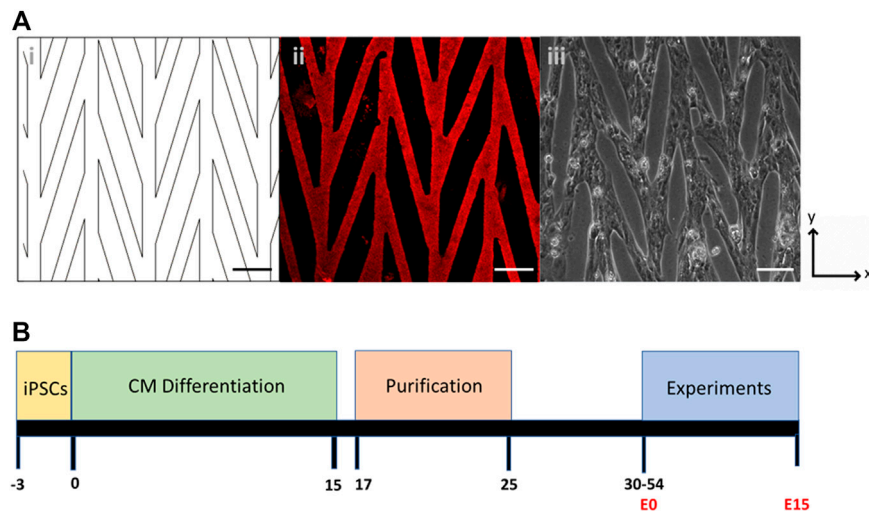 A
i
ii
iii
y
x
B
iPSCs
CM Differentiation
Purification
Experiments
-3
0
15
17
25
30-54
E0
E15